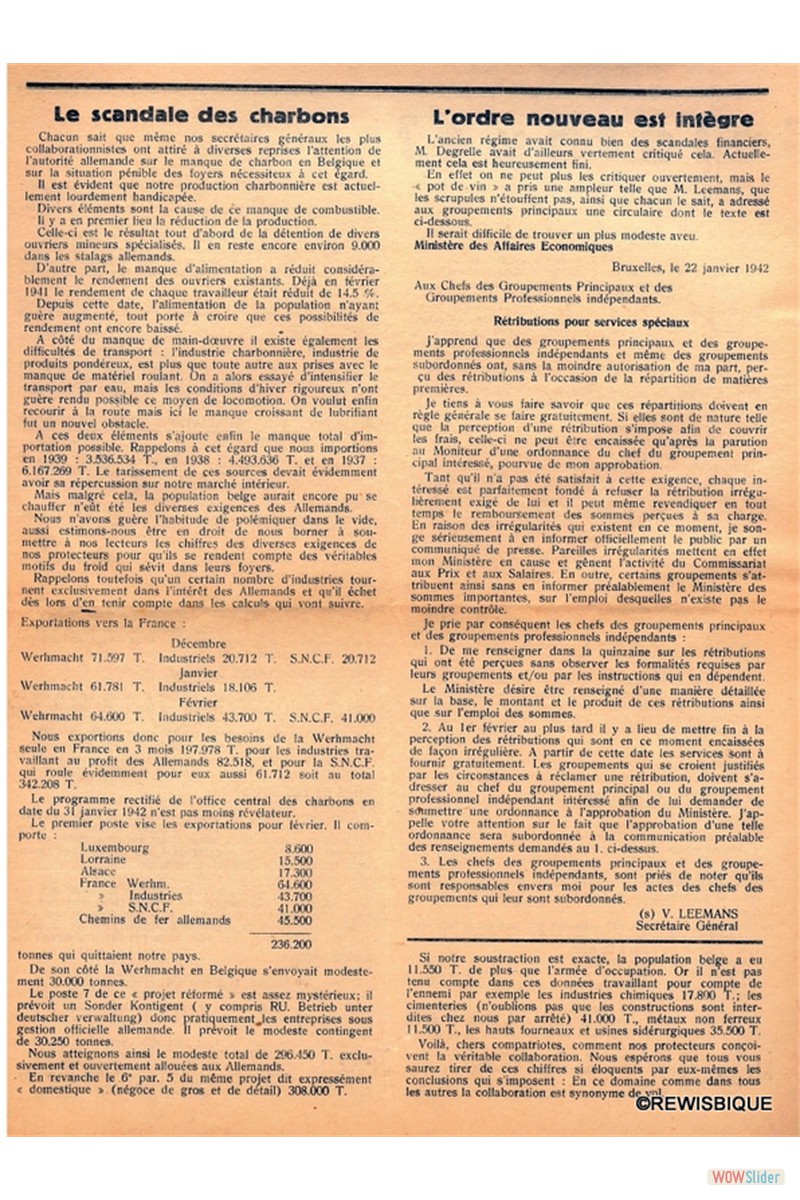 Le scandale des charbons
Chacun sait que même nos secrétaires généraux les plus
collaborationnistes ont attiré à diverses reprises l'attention de
l'autorité allemande sur le manque de charbon en Belgique et
sur la situation pénible des foyers nécessiteux à cet égard.
Il est évident que notre production charbonnière est actuel-
lement lourdement handicapée.
Divers éléments sont la cause de ce manque de combustible.
Il y a en premier lieu la réduction de la production.
Celle-ci est le résultat tout d'abord de la détention de divers
ouvriers mineurs spécialisés. Il en reste encore environ 9.000
dans les stalags allemands.
D'autre part, le manque d'alimentation a réduit considéra-
blement le rendement des ouvriers existants. Déjà en février
1941 le rendement de chaque travailleur était réduit de 14.5 %.
Depuis cette date, l'alimentation de la population n'ayant
guère augmenté, tout porte à croire que ces possibilités de
rendement ont encore baissé.
A côté du manque de main-d'œuvre il existe également les
difficultés de transport : l'industrie charbonnière, industrie de
produits pondéreux, est plus que toute autre aux prises avec le
manque de matériel roulant. On a alors essayé d'intensifier le
transport par eau, mais les conditions d'hiver rigoureux n'ont
guère rendu possible ce moyen de locomotion. On voulut enfin
recourir à la route mais ici le manque croissant de lubrifiant
fut un nouvel obstacle.
A ces deux éléments s'ajoute enfin le manque total d'im-
portation possible. Rappelons à cet égard que nous importions
en 1939 : 3.536.534 T., en 1938 : 4.493.636 T. et en 1937 :
6.167.269 T. Le tarissement de ces sources devait évidemment
avoir sa répercussion sur notre marché intérieur.
Mais malgré cela, la population belge aurait encore pu se
chauffer n'eût été les diverses exigences des Allemands.
Nous n'avons guère l'habitude de polémiquer dans le vide,
aussi estimons-nous être en droit de nous borner à sou-
mettre à nos lecteurs les chiffres des diverses exigences de
nos protecteurs pour qu'ils se rendent compte des véritables
motifs du froid qui sévit dans leurs foyers.
Rappelons toutefois qu'un certain nombre d'industries tour-
nent exclusivement dans l'intérêt des Allemands et qu'il échet
dès lors d'en tenir compte dans les calculs qui vont suivre.
Exportations vers la France :
Décembre
Werhmacht 71.597 T. Industriels 20.712 T. S.N.C.F. 20.712
Janvier
Werhmacht 61.781 T. Industriels 18.106 T.
Février
Wehrmacht 64.600 T. Industriels 43.700 T. S.N.C.F. 41.000
Nous exportions donc pour les besoins de la Werhmacht
seule en France en 3 mois 197.978 T. pour les industries tra-
vaillant au profit des Allemands 82.518, et pour la S.N.C.F.
qui roule évidemment pour eux aussi 61.712 soit au total
342.208 T.
Le programme rectifié de l'office central des charbons en
date du 31 janvier 1942 n'est pas moins révélateur.
Le premier poste vise les exportations pour février. Il com-
porte :
Luxembourg 8.600
Lorraine 15.500
Alsace 17.300
France Werhm. 64.600
» Industries 43.700
» S.N.C.F. 41.000
Chemins de fer allemands 45.500
236.200
tonnes qui quittaient notre pays.
De son côté la Werhmacht en Belgique s'envoyait modeste-
ment 30.000 tonnes.
Le poste 7 de ce « projet réformé » est assez mystérieux; il
prévoit un Sonder Kontigent ( y compris RU. Betrieb unter
deutscher verwaltung) donc pratiquement les entreprises sous
gestion officielle allemande. Il prévoit le modeste contingent
de 30.250 tonnes.
Nous atteignons ainsi le modeste total de 296.450 T. exclu-
sivement et ouvertement allouées aux Allemands.
En revanche le 6° par. 5 du même projet dit expressément
« domestique » (négoce de gros et de détail) 308.000 T.
L'ordre nouveau est intègre
L'ancien régime avait connu bien des scandales financiers,
M. Degrelle avait d'ailleurs vertement critiqué cela. Actuelle-
ment cela est heureusement fini.
En effet on ne peut plus les critiquer ouvertement, mais le
« pot de vin » a pris une ampleur telle que M. Leemans, que
les scrupules n'étouffent pas, ainsi que chacun le sait, a adressé
aux groupements principaux une circulaire dont le texte est
ci-dessous.
Il serait difficile de trouver un plus modeste aveu.
Ministère des Affaires Economiques
Bruxelles, le 22 janvier 1942
Aux Chefs des Groupements Principaux et des
Groupements Professionnels indépendants.
Rétributions pour services spéciaux
J'apprend que des groupements principaux et des groupe-
ments professionnels indépendants et même des groupements
subordonnés ont, sans la moindre autorisation de ma part, per-
çu des rétributions à l'occasion de la répartition de matières
premières.
Je tiens à vous faire savoir que ces répartitions doivent en
règle générale se faire gratuitement. Si elles sont de nature telle
que la perception d'une rétribution s'impose afin de couvrir
les frais, celle-ci ne peut être encaissée qu'après la parution
au Moniteur d'une ordonnance du chef du groupement prin-
cipal intéressé, pourvue de mon approbation.
Tant qu'il n'a pas été satisfait à cette exigence, chaque in-
téressé est parfaitement fondé à refuser la rétribution irrégu-
lièrement exigé de lui et il peut même revendiquer en tout
temps le remboursement des sommes perçues à sa charge.
En raison des irrégularités qui existent en ce moment, je son-
ge sérieusement à en informer officiellement le public par un
communiqué de presse. Pareilles irrégularités mettent en effet
mon Ministère en cause et gênent l'activité du Commissariat
aux Prix et aux Salaires. En outre, certains groupements s'at-
tribuent ainsi sans en informer préalablement le Ministère des
sommes importantes, sur l'emploi desquelles n'existe pas le
moindre contrôle.
Je prie par conséquent les chefs des groupements principaux
et des groupements professionnels indépendants :
1. De me renseigner dans la quinzaine sur les rétributions
qui ont été perçues sans observer les formalités requises par
leurs groupements et/ou par les instructions qui en dépendent.
Le Ministère désire être renseigné d'une manière détaillée
sur la base, le montant et le produit de ces rétributions ainsi
que sur l'emploi des sommes.
2. Au 1er février au plus tard il y a lieu de mettre fin à la
perception des rétributions qui sont en ce moment encaissées
de façon irrégulière. A partir de cette date les services sont à
fournir gratuitement. Les groupements qui se croient justifiés
par les circonstances à réclamer une rétribution, doivent s'a-
dresser au chef du groupement principal ou du groupement
professionnel indépendant intéressé afin de lui demander de
soumettre une ordonnance à l'approbation du Ministère. J'ap-
pelle votre attention sur le fait que l'approbation d'une telle
ordonnance sera subordonnée à la communication préalable
des renseignements demandés au 1. ci-dessus.
3. Les chefs des groupements principaux et des groupe-
ments professionnels indépendants, sont priés de noter qu'ils
sont responsables envers moi pour les actes des chefs des
groupements qui leur sont subordonnés.
(s) V. LEEMANS
Secrétaire Général
Si notre soustraction est exacte, la population belge a eu
11.550 T. de plus que l'armée d'occupation. Or il n'est pas
tenu compte dans ces données travaillant pour compte de
l'ennemi par exemple les industries chimiques 17.800 T.; les
cimenteries (n'oublions pas que les constructions sont inter-
dites chez nous par arrêté) 41.000 T., métaux non ferreux
11.500 T., les hauts fourneaux et usines sidérurgiques 35.500 T.
Voilà, chers compatriotes, comment nos protecteurs conçoi-
vent la véritable collaboration. Nous espérons que tous vous
saurez tirer de ces chiffres si éloquents par eux-mêmes les
conclusions qui s'imposent : En ce domaine comme dans tous
les autres la collaboration est synonyme de vol.
©REWISBIQUE
WOWSlider